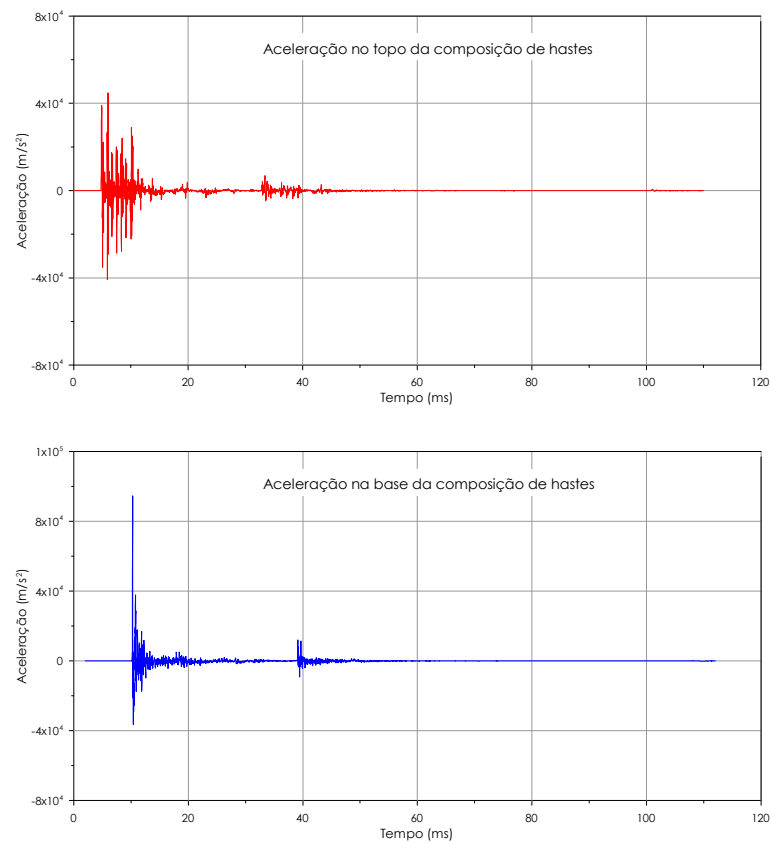 8x10⁴
Aceleração no topo da composição de hastes
4x10⁴
0
-4x10⁴
-8x10⁴
Aceleração (m/s²)
0 20 40 60 80 100 120
Tempo (ms)
1x10⁵
Aceleração na base da composição de hastes
8x10⁴
4x10⁴
0
-4x10⁴
-8x10⁴
Aceleração (m/s²)
0 20 40 60 80 100 120
Tempo (ms)